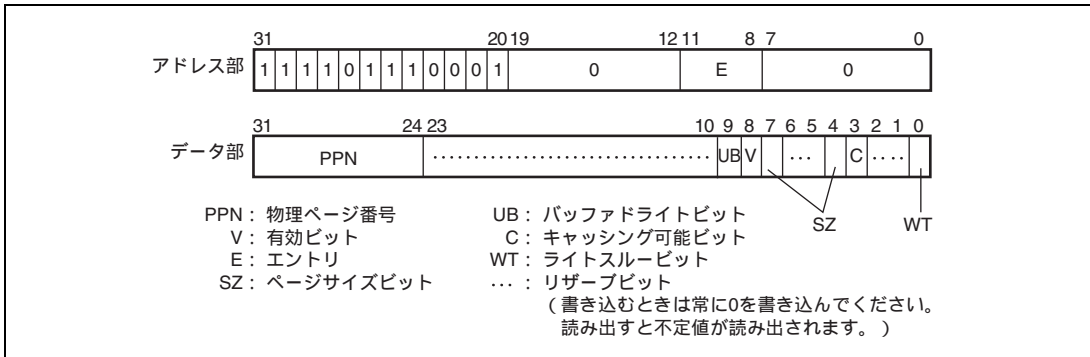 31 20 19 12 11 8 7 0
アドレス部 1 1 1 1 0 1 1 1 0 0 0 1 0 E 0
31 24 23 10 9 8 7 6 5 4 3 2 1 0
データ部 PPN ································· UB V ··· C ····
SZ WT
PPN： 物理ページ番号 UB： バッファドライトビット
V： 有効ビット C： キャッシング可能ビット
E： エントリ WT： ライトスルービット
SZ： ページサイズビット ··· ： リザーブビット
（書き込むときは常に0を書き込んでください。
読み出すと不定値が読み出されます。）